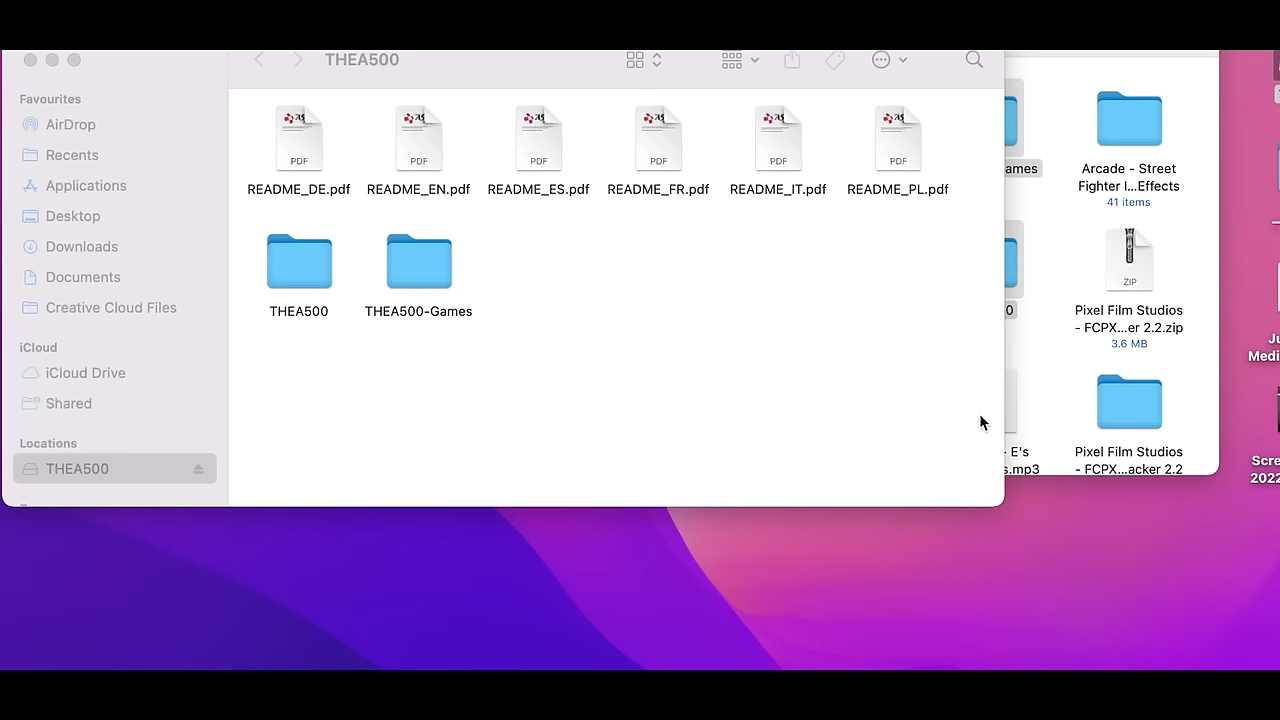 THEA500
Favourites
AirDrop
Recents
Applications
Desktop
Downloads
Documents
Creative Cloud Files
iCloud
iCloud Drive
Shared
Locations
THEA500
PDF
PDF
PDF
PDF
PDF
PDF
README_DE.pdf
README_EN.pdf
README_ES.pdf
README_FR.pdf
README_IT.pdf
README_PL.pdf
THEA500
THEA500-Games
ames
0
- E's
s.mp3
Arcade - Street
Fighter I...Effects
41 items
ZIP
Pixel Film Studios
- FCPX...er 2.2.zip
3.6 MB
Pixel Film Studios
- FCPX...acker 2.2
Ju
Medi
Scre
2022